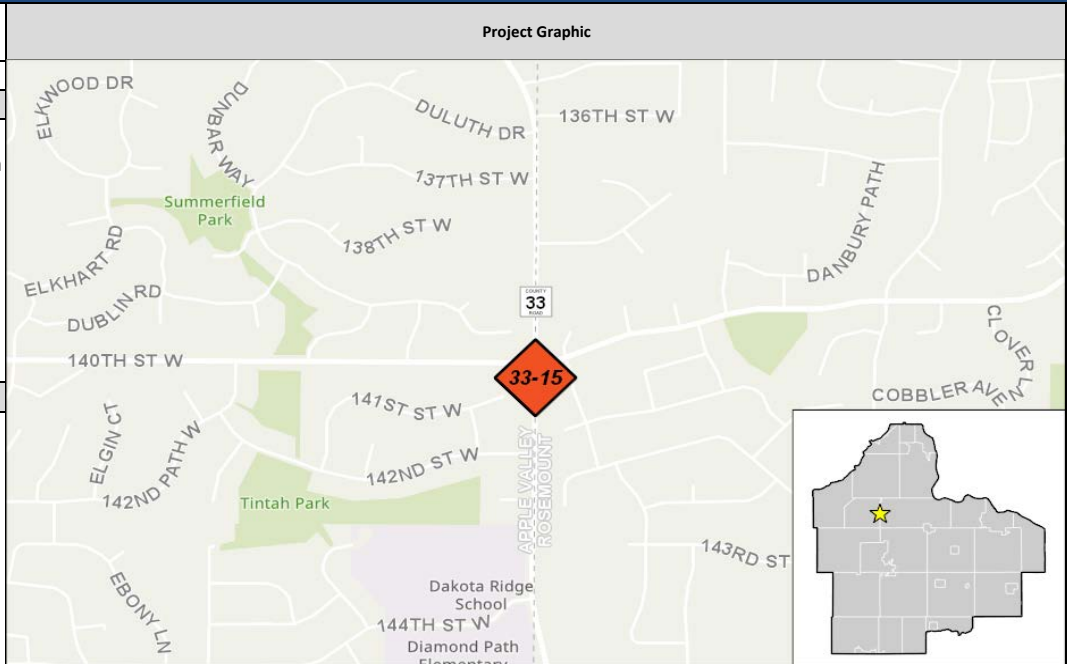 Project Graphic
ELKWOOD DR
DUNBAR WAY
DULUTH DR
136TH ST W
137TH ST W
DANBURY PATH
Summerfield
Park
138TH ST W
ELKHART RD
COUNTY
33
ROAD
DUBLIN RD
CLOVER LN
140TH ST W
33-15
COBBLER AVE
141ST ST W
ELGIN CT
142ND PATH W
142ND ST W
APPLE VALLEY
ROSEMOUNT
Tintah Park
143RD ST
EBONY LN
Dakota Ridge
School
144TH ST W
Diamond Path
Elementary